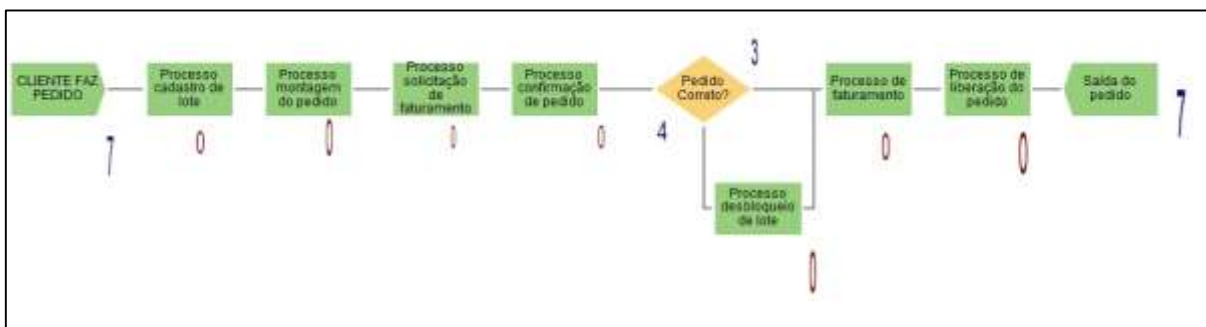 CLIENTE FAZ
PEDIDO
7
Processo
cadastro de
lote
0
Processo
montagem
do pedido
0
Processo
solicitação
de
faturamento
0
Processo
confirmação
de pedido
0
Pedido
Correto?
3
4
Processo
desbloqueio
de lote
0
Processo de
faturamento
0
Processo de
liberação do
pedido
0
Saída do
pedido
7